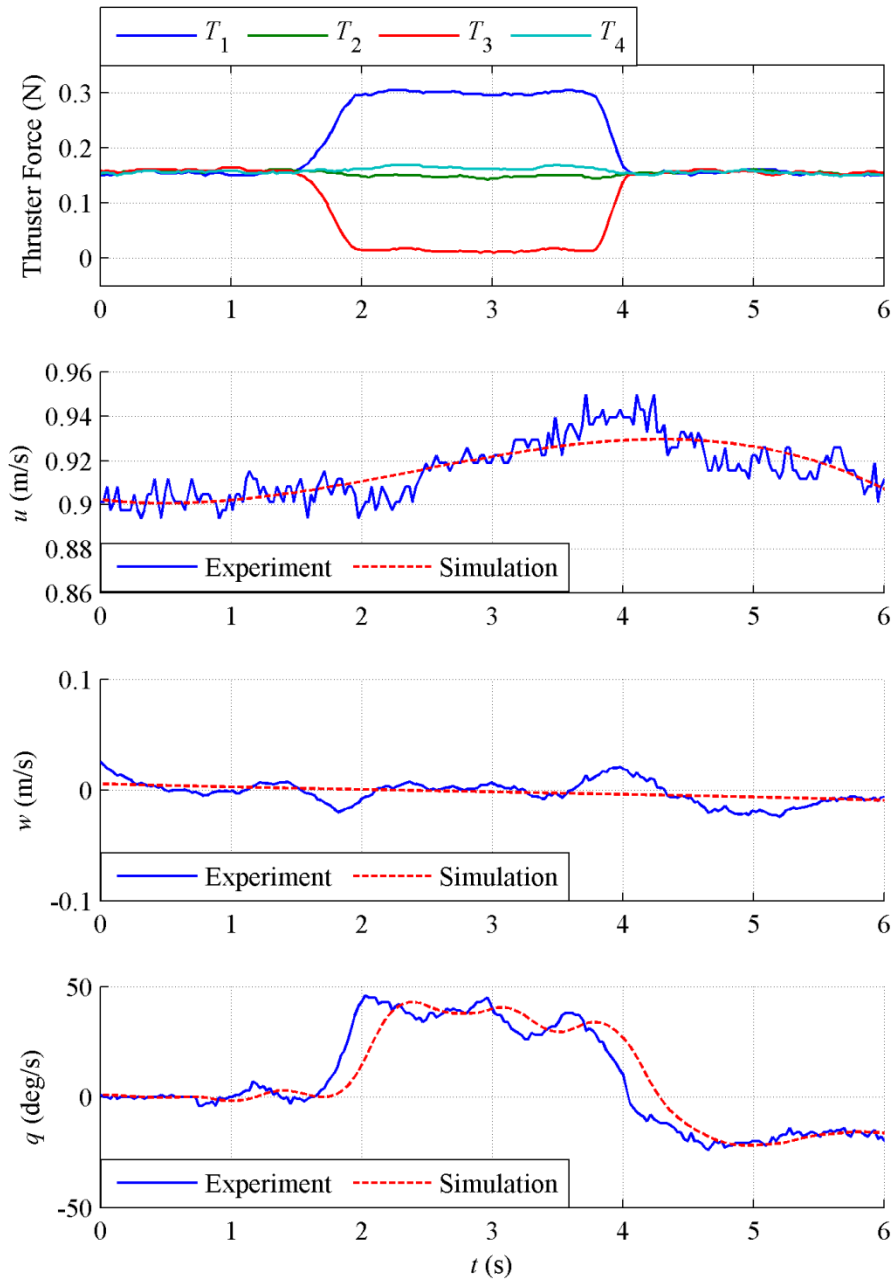 T1 T2 T3 T4
Thruster Force (N)
0.3
0.2
0.1
0
0 1 2 3 4 5 6
u (m/s)
0.96
0.94
0.92
0.9
0.88
0.86
Experiment Simulation
0 1 2 3 4 5 6
w (m/s)
0.1
0
-0.1
Experiment Simulation
0 1 2 3 4 5 6
q (deg/s)
50
0
-50
Experiment Simulation
0 1 2 3 4 5 6
t (s)